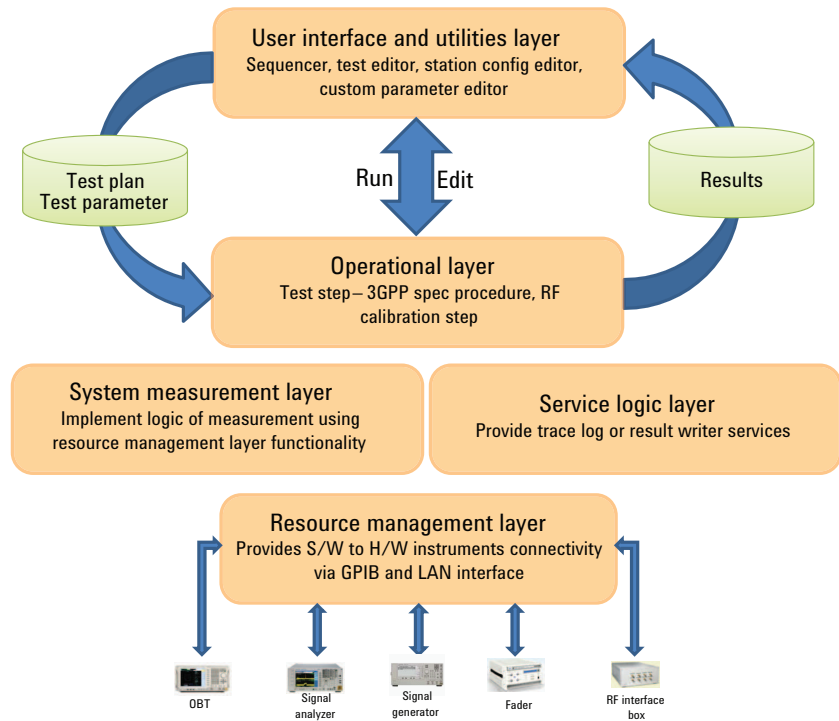 User interface and utilities layer
Sequencer, test editor, station config editor,
custom parameter editor
Test plan
Test parameter
Run
Edit
Results
Operational layer
Test step– 3GPP spec procedure, RF
calibration step
System measurement layer
Implement logic of measurement using
resource management layer functionality
Service logic layer
Provide trace log or result writer services
Resource management layer
Provides S/W to H/W instruments connectivity
via GPIB and LAN interface
OBT
Signal
analyzer
Signal
generator
Fader
RF interface
box